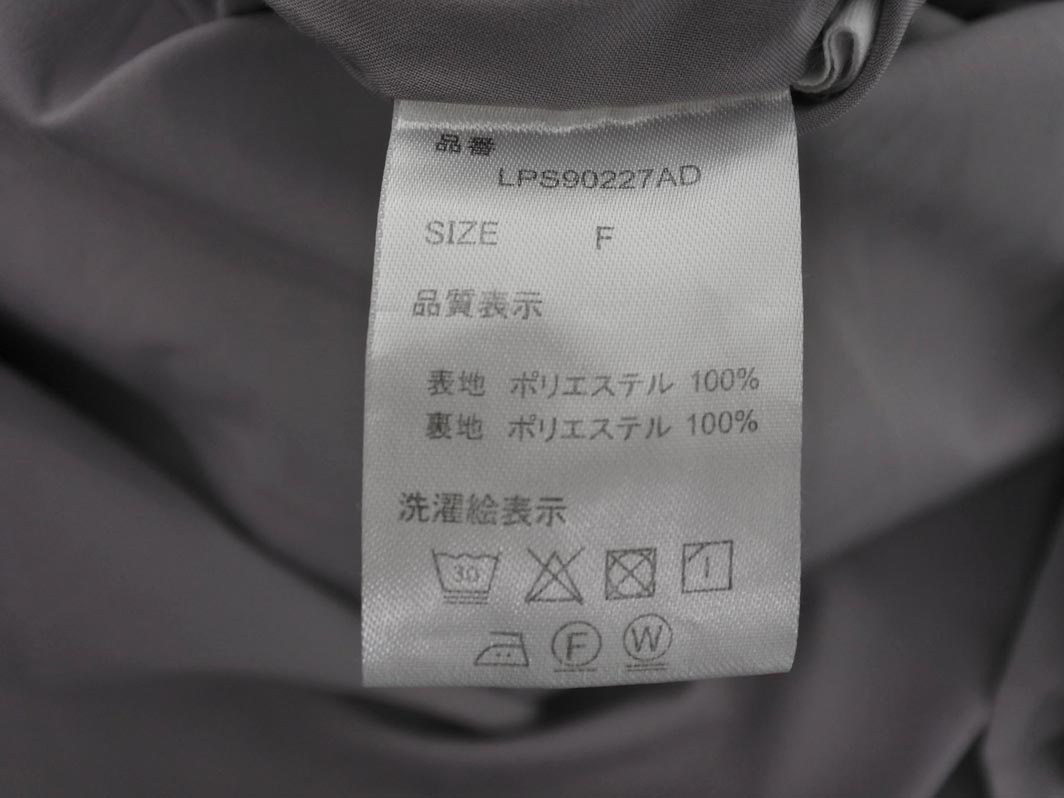 品番
LPS90227AD
SIZE F
品質表示
表地 ポリエステル 100%
裏地 ポリエステル 100%
洗濯絵表示
30
F W